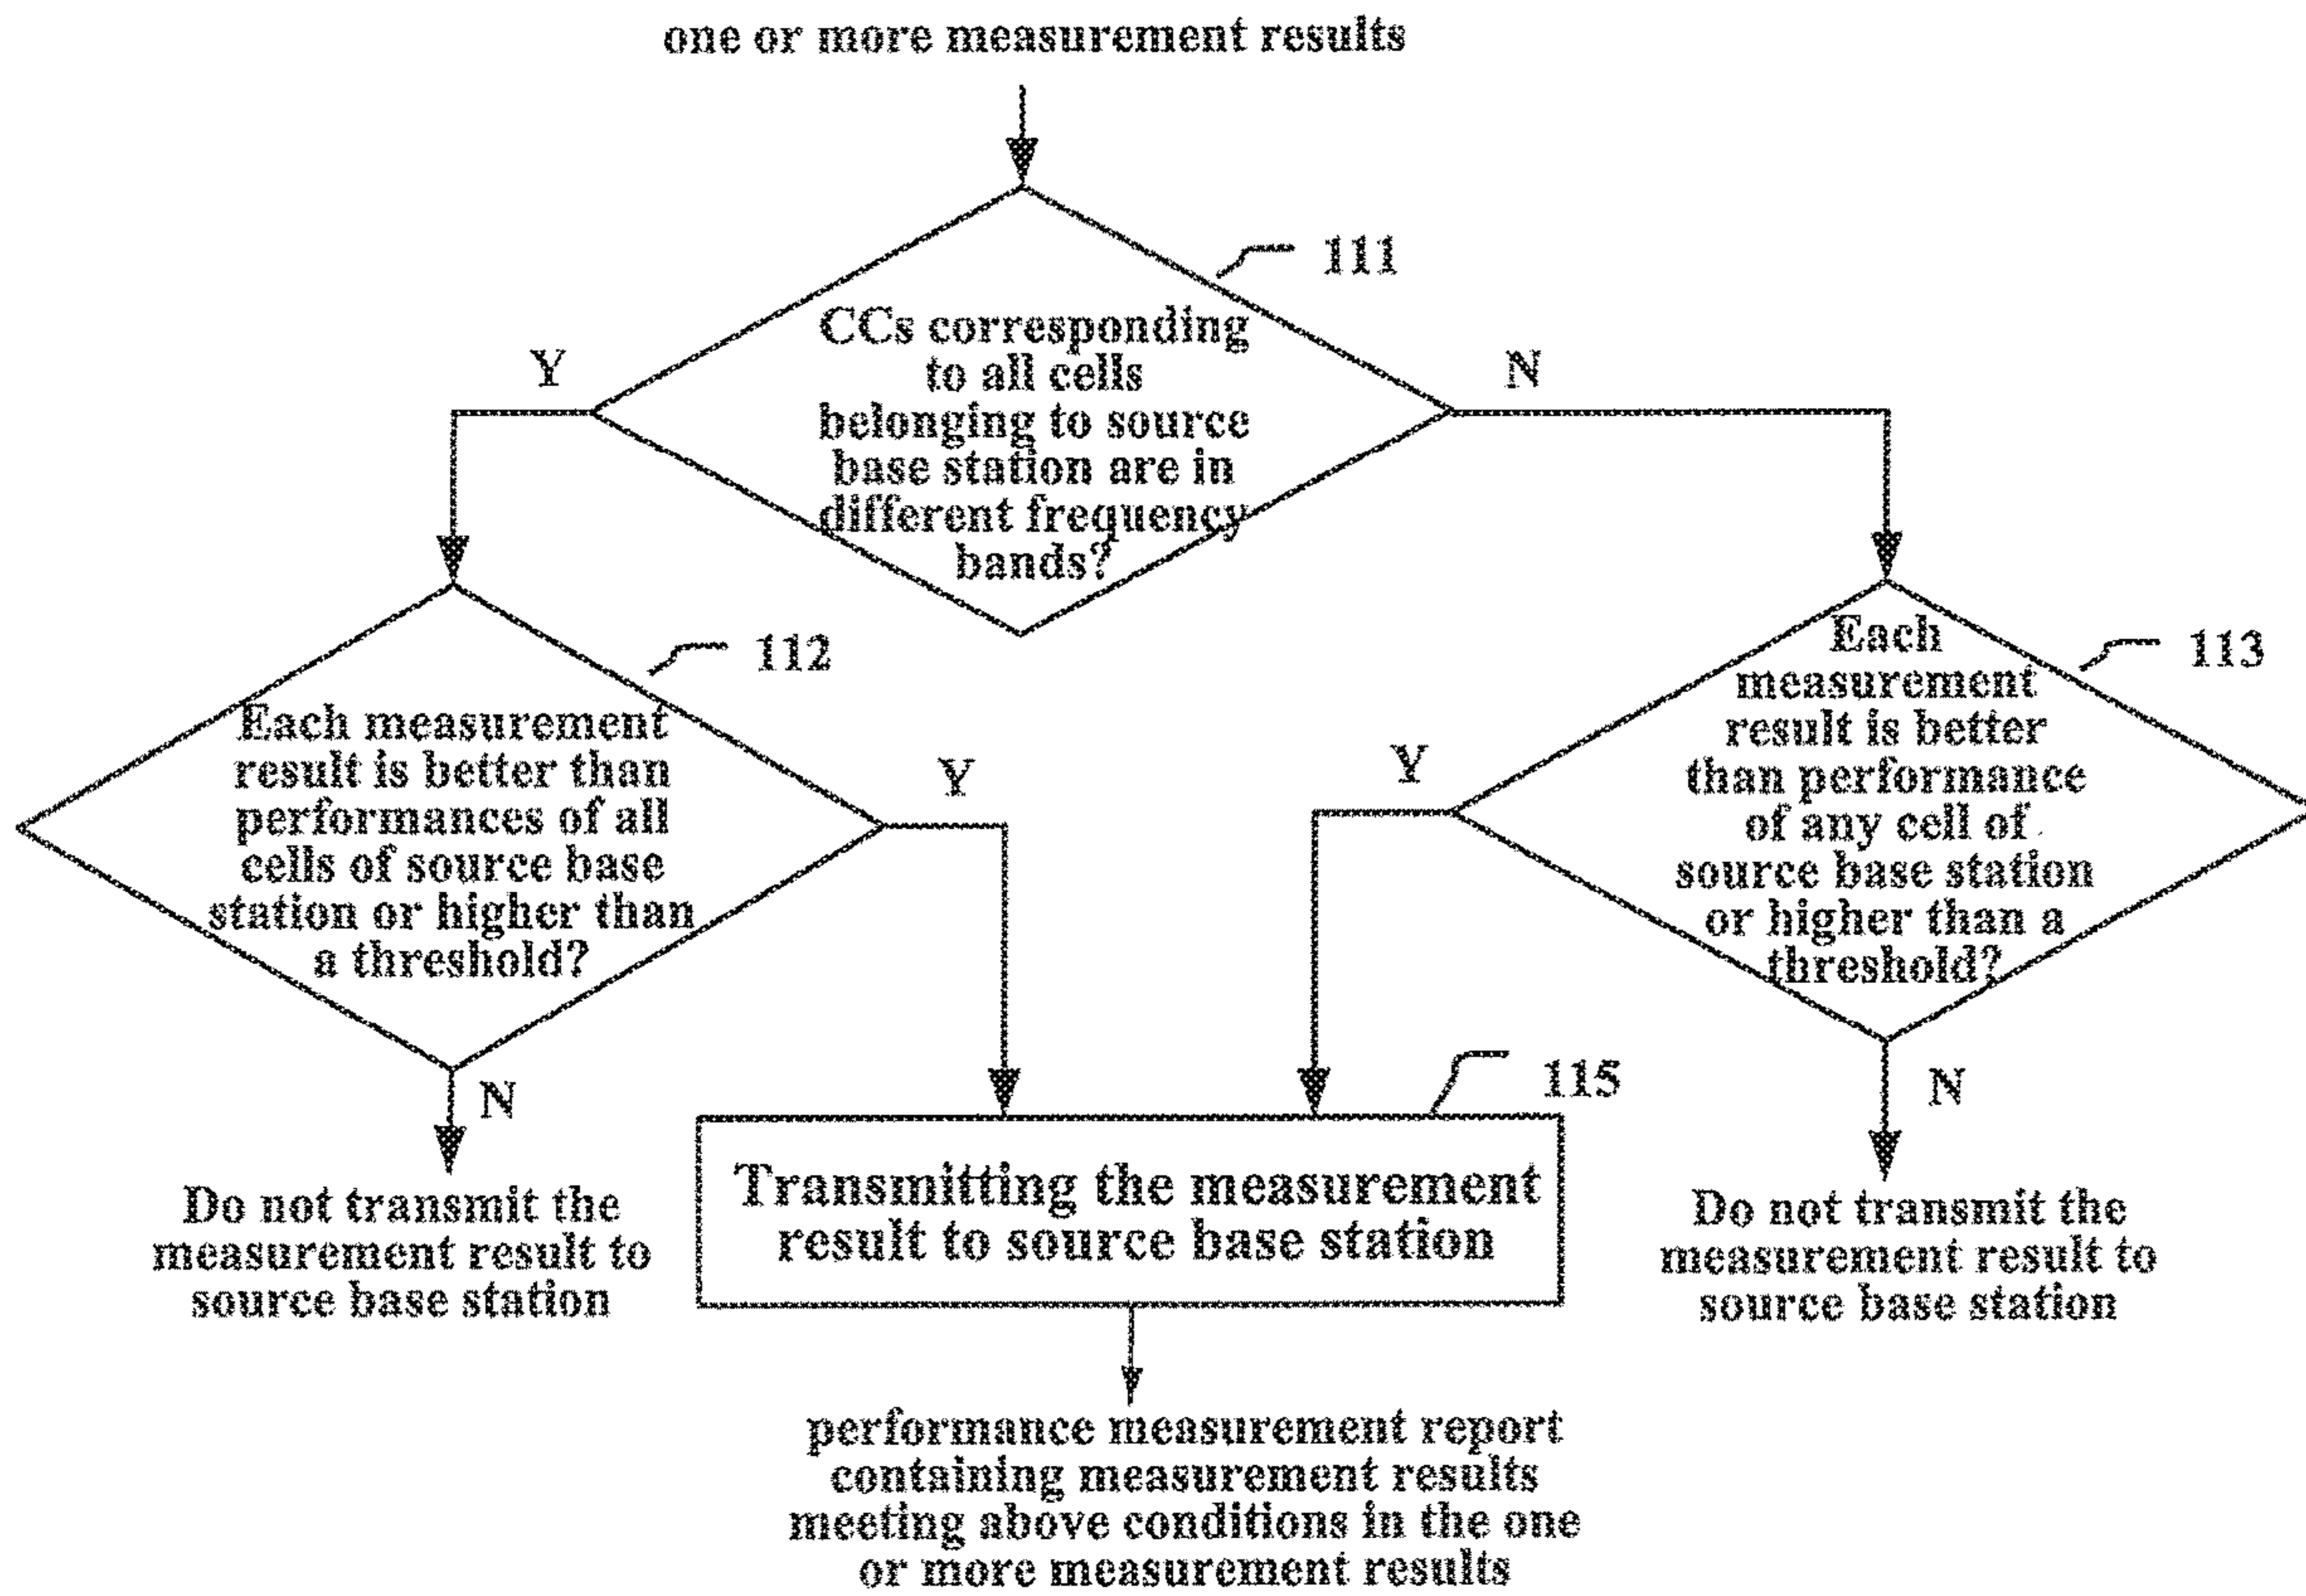 one or more measurement results
111
CCs corresponding
to all cells
belonging to source
base station are in
different frequency
bands?
Y
N
112
Each measurement
result is better than
performances of all
cells of source base
station or higher than
a threshold?
Y
N
113
Each
measurement
result is better
than performance
of any cell of
source base station
or higher than a
threshold?
Y
N
115
Do not transmit the
measurement result to
source base station
Transmitting the measurement
result to source base station
Do not transmit the
measurement result to
source base station
performance measurement report
containing measurement results
meeting above conditions in the one
or more measurement results